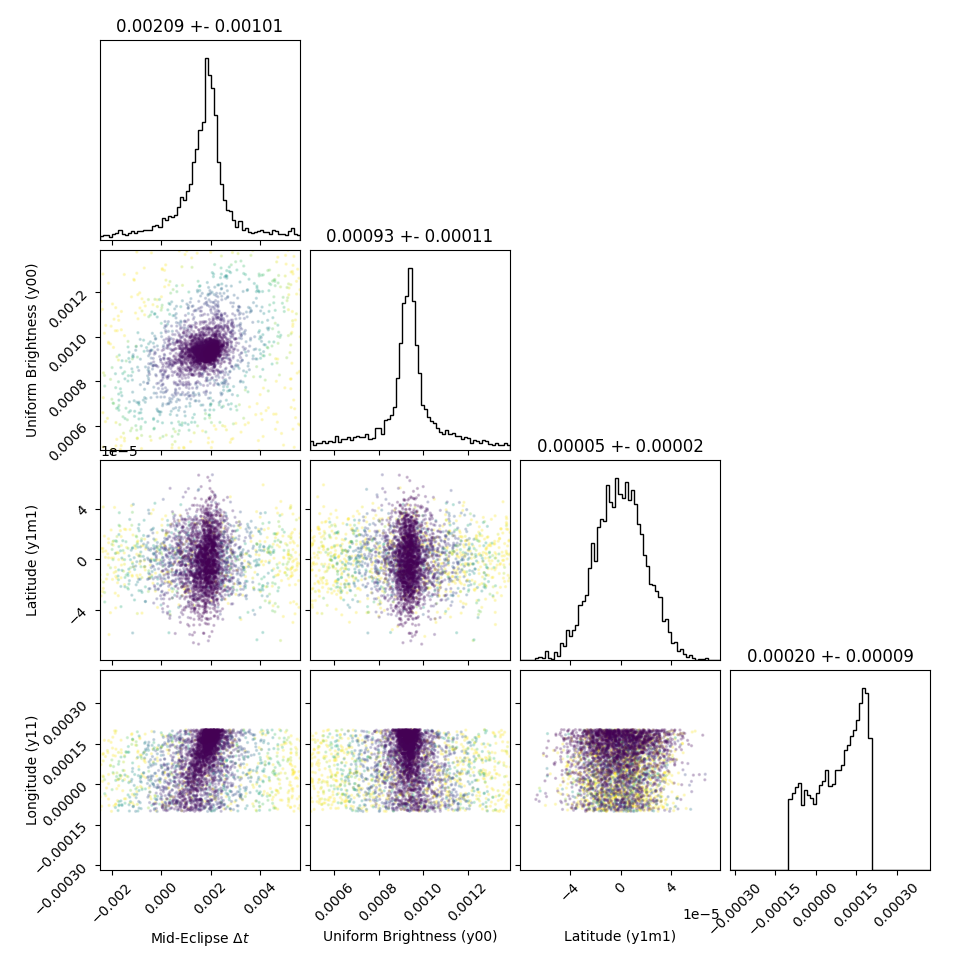 0.00209 +- 0.00101
0.00093 +- 0.00011
Uniform Brightness (y00)
0.0012
0.0010
0.0008
0.0006
1e−5
0.00005 +- 0.00002
Latitude (y1m1)
4
0
−4
0.00020 +- 0.00009
Longitude (y11)
0.00030
0.00015
0.00000
−0.00015
−0.00030
−0.002 0.000 0.002 0.004
0.0006 0.0008 0.0010 0.0012
−4 0 4
1e−5
−0.00030 −0.00015 0.00000 0.00015 0.00030
Mid-Eclipse Δt
Uniform Brightness (y00)
Latitude (y1m1)